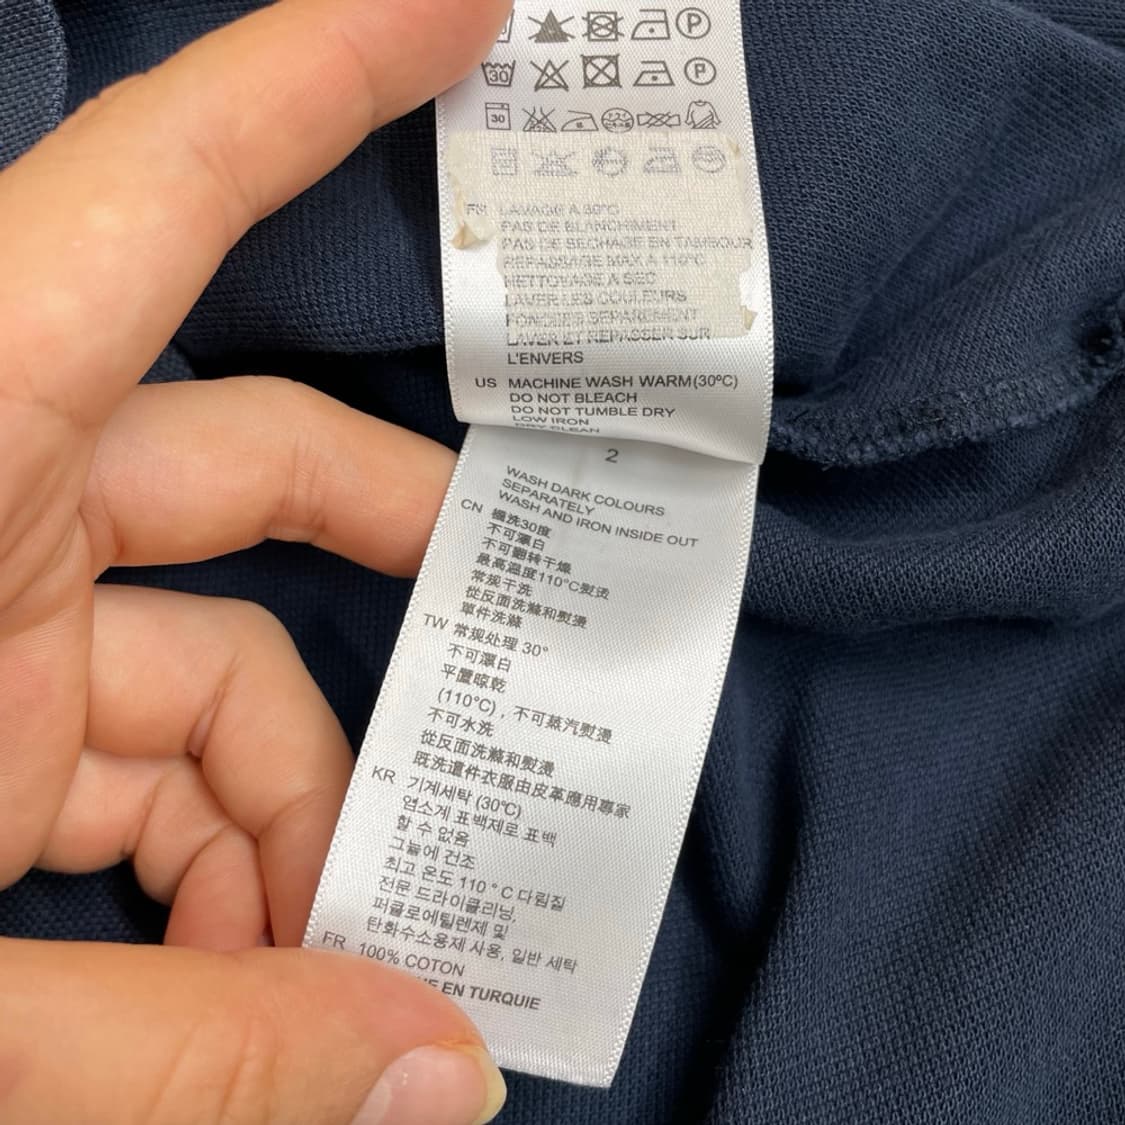 30
30
FR LAVAGE A 30°C
PAS DE BLANCHIMENT
PAS DE SECHAGE EN TAMBOUR
REPASSAGE MAX A 110°C
NETTOYAGE A SEC
LAVER LES COULEURS
FONCEES SEPAREMENT
LAVER ET REPASSER SUR
L'ENVERS
US MACHINE WASH WARM(30ºC)
DO NOT BLEACH
DO NOT TUMBLE DRY
LOW IRON
DRY CLEAN
2
WASH DARK COLOURS
SEPARATELY
WASH AND IRON INSIDE OUT
CN 機洗30度
不可漂白
不可翻转干燥
最高温度110°C熨烫
常规干洗
從反面洗滌和熨燙
單件洗滌
TW 常规处理 30°
不可漂白
平置晾乾
(110°C)，不可蒸汽熨燙
不可水洗
從反面洗滌和熨燙
既洗這件衣服由皮革應用專家
KR 기계세탁 (30℃)
염소계 표백제로 표백
할 수 없음
그늘에 건조
최고 온도 110 ° C 다림질
전문 드라이클리닝,
퍼클로에틸렌제 및
탄화수소용제 사용, 일반 세탁
FR 100% COTON
EN TURQUIE